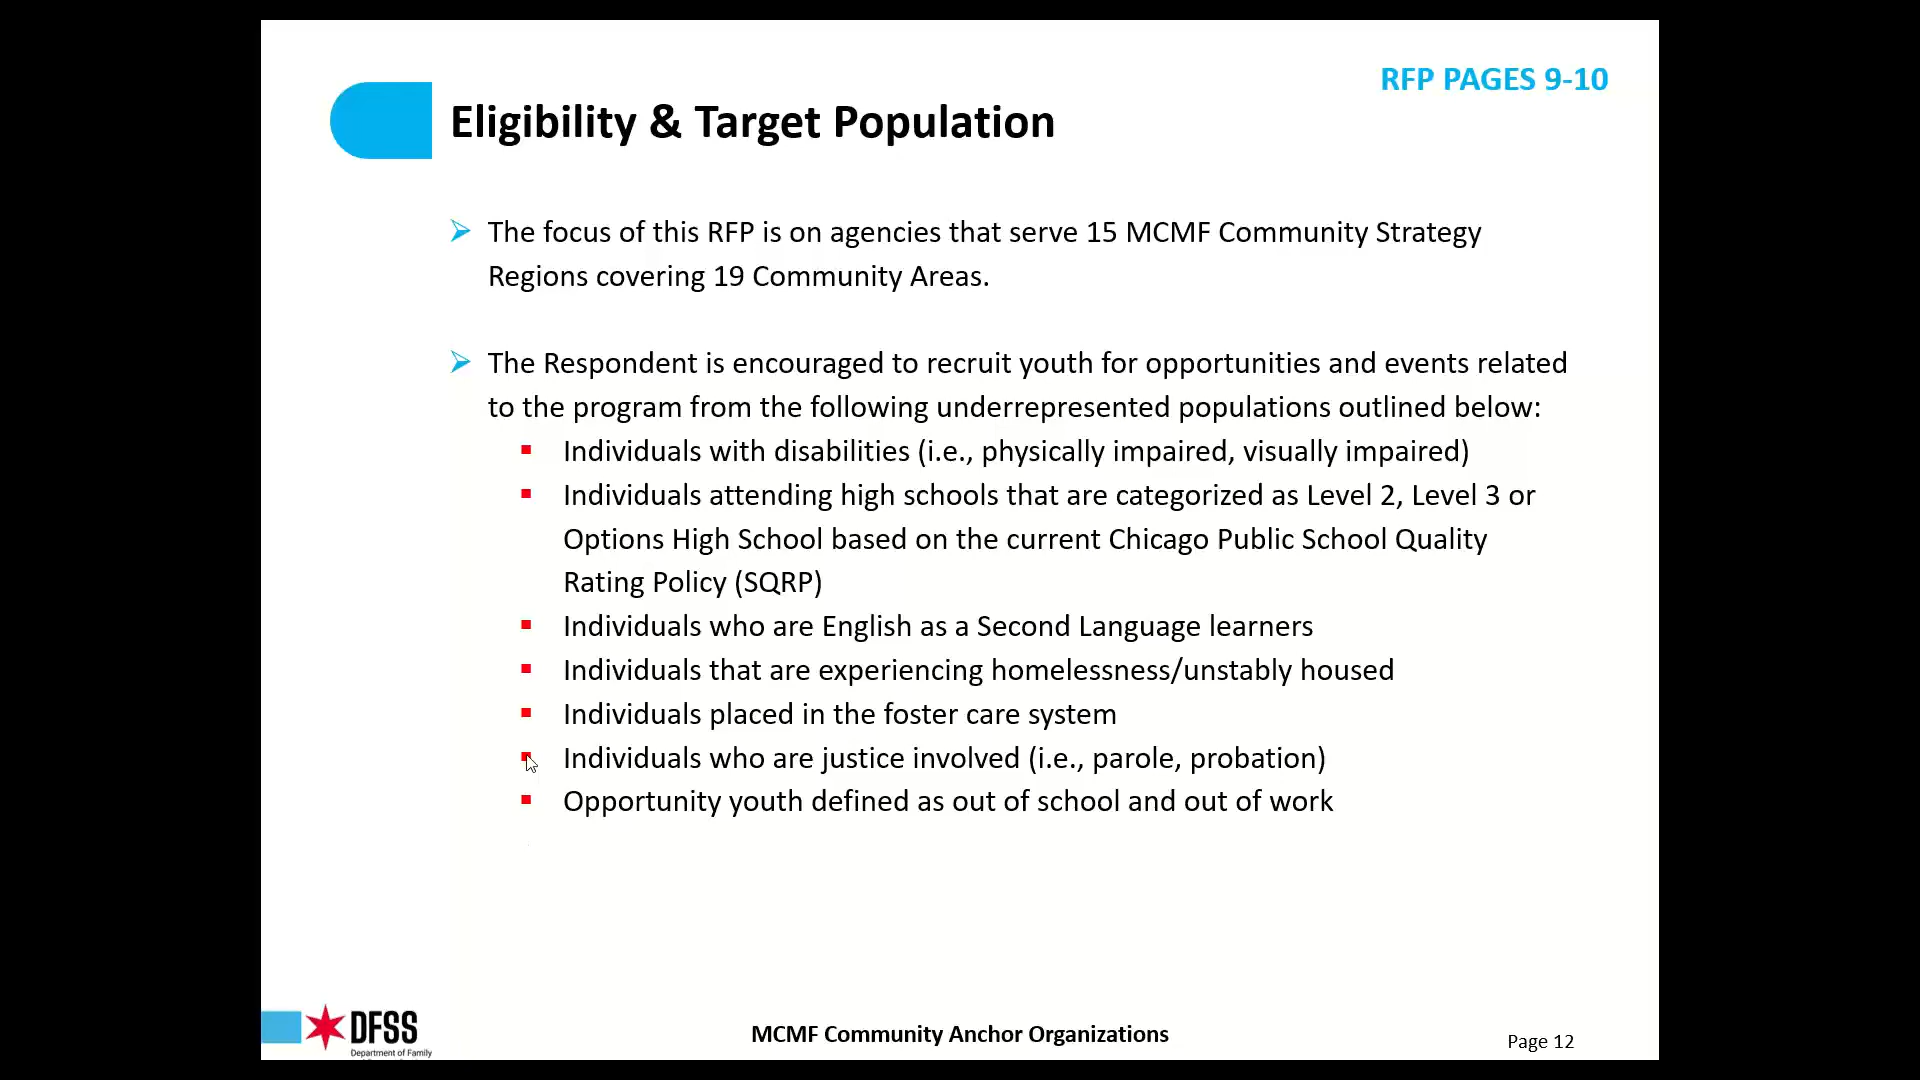 RFP PAGES 9-10
Eligibility & Target Population
The focus of this RFP is on agencies that serve 15 MCMF Community Strategy
Regions covering 19 Community Areas.
The Respondent is encouraged to recruit youth for opportunities and events related
to the program from the following underrepresented populations outlined below:
Individuals with disabilities (i.e., physically impaired, visually impaired)
Individuals attending high schools that are categorized as Level 2, Level 3 or
Options High School based on the current Chicago Public School Quality
Rating Policy (SQRP)
Individuals who are English as a Second Language learners
Individuals that are experiencing homelessness/unstably housed
Individuals placed in the foster care system
Individuals who are justice involved (i.e., parole, probation)
Opportunity youth defined as out of school and out of work
DFSS
Department of Family
MCMF Community Anchor Organizations
Page 12